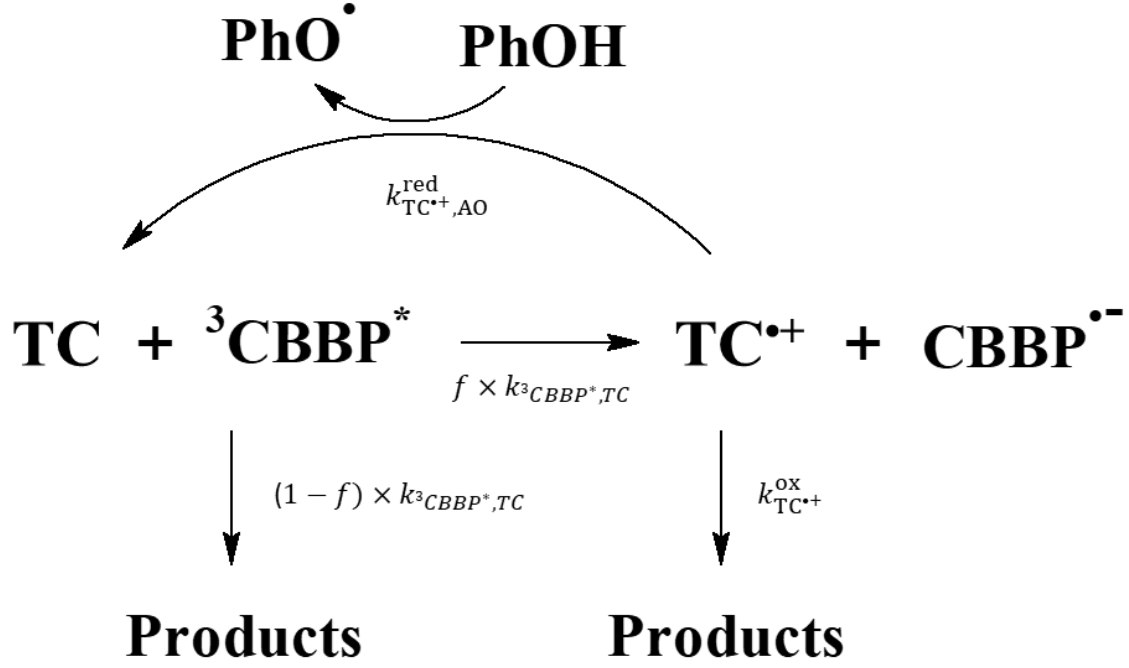 PhO• PhOH
k^red_TC•+,AO
TC + ³CBBP* TC•+ + CBBP•-
f × k_³CBBP*,TC
(1 − f) × k_³CBBP*,TC k^ox_TC•+
Products Products